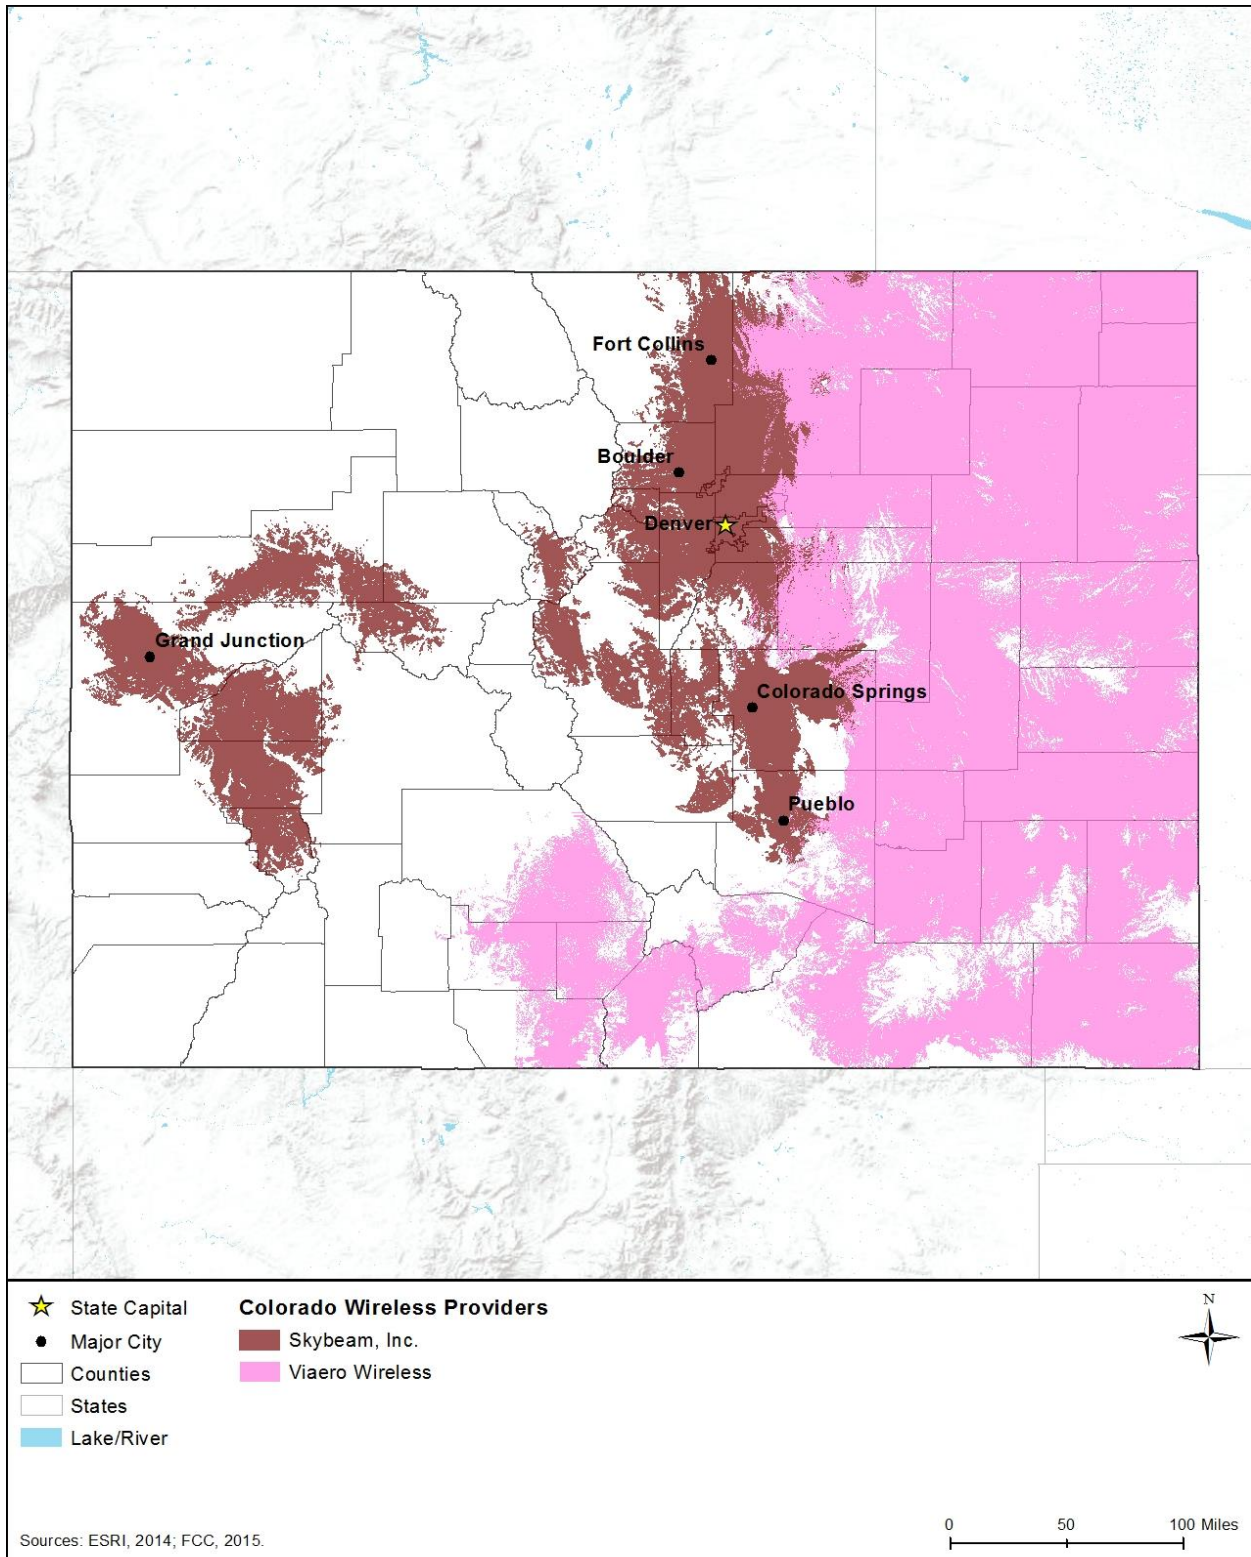 Fort Collins
Boulder
Denver
Grand Junction
Colorado Springs
Pueblo
State Capital
Major City
Counties
States
Lake/River
Colorado Wireless Providers
Skybeam, Inc.
Viaero Wireless
N
Sources: ESRI, 2014; FCC, 2015.
0 50 100 Miles